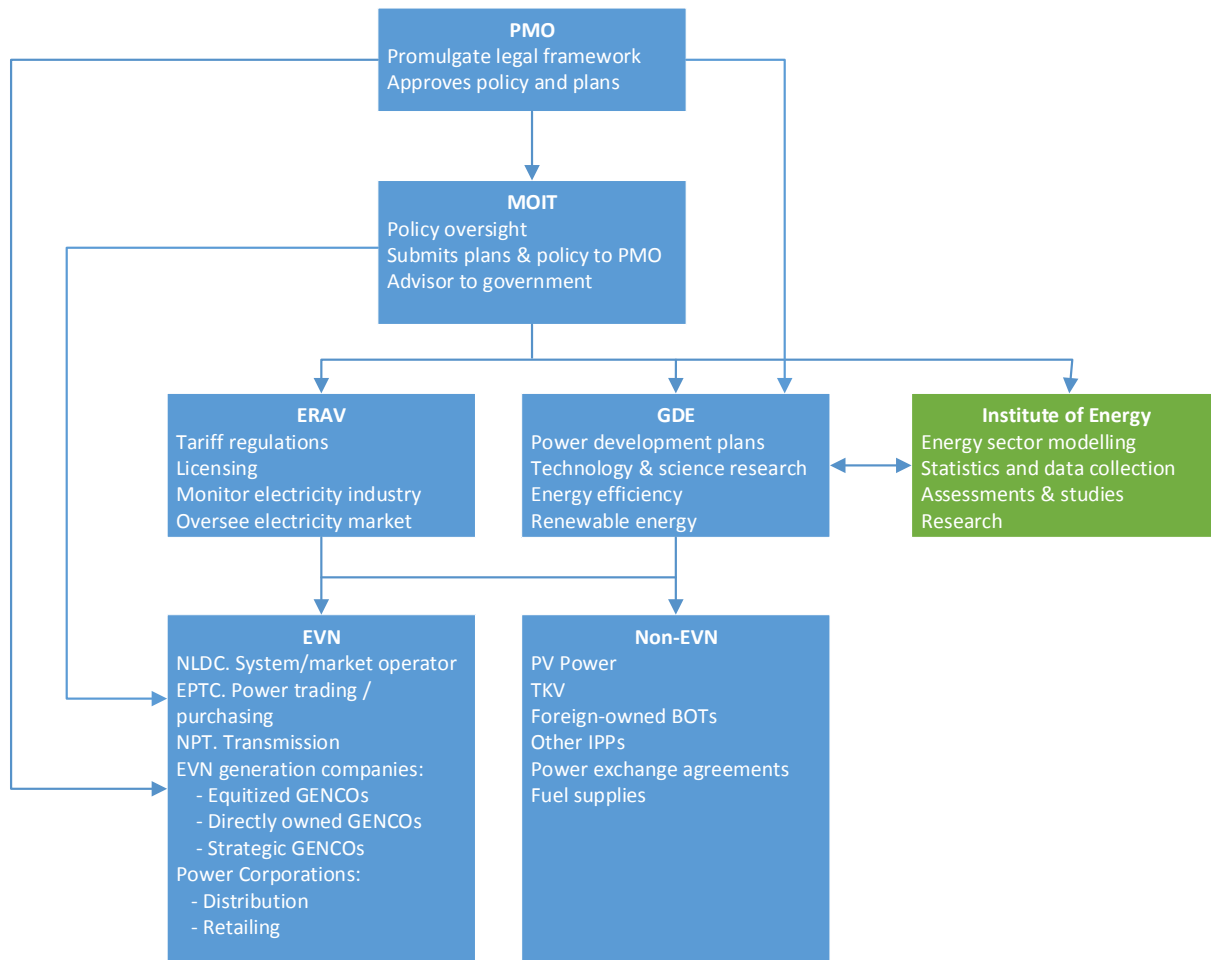 PMO
Promulgate legal framework
Approves policy and plans
MOIT
Policy oversight
Submits plans & policy to PMO
Advisor to government
ERAV
Tariff regulations
Licensing
Monitor electricity industry
Oversee electricity market
GDE
Power development plans
Technology & science research
Energy efficiency
Renewable energy
Institute of Energy
Energy sector modelling
Statistics and data collection
Assessments & studies
Research
EVN
NLDC. System/market operator
EPTC. Power trading /
purchasing
NPT. Transmission
EVN generation companies:
- Equitized GENCOs
- Directly owned GENCOs
- Strategic GENCOs
Power Corporations:
- Distribution
- Retailing
Non-EVN
PV Power
TKV
Foreign-owned BOTs
Other IPPs
Power exchange agreements
Fuel supplies